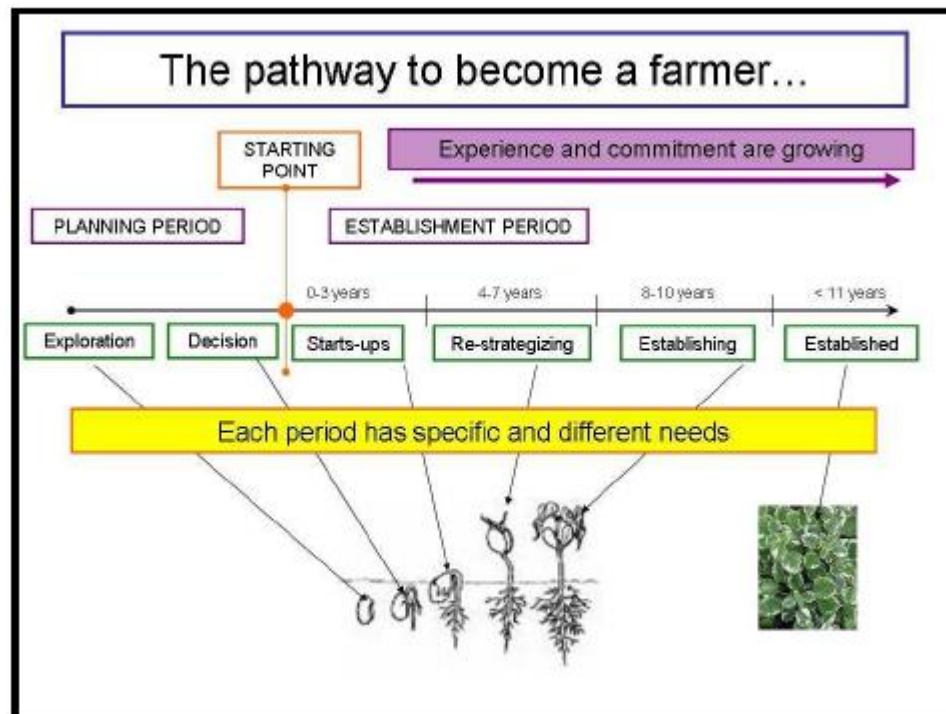 The pathway to become a farmer...
STARTING
POINT
Experience and commitment are growing
PLANNING PERIOD
ESTABLISHMENT PERIOD
0-3 years
4-7 years
8-10 years
< 11 years
Exploration
Decision
Starts-ups
Re-strategizing
Establishing
Established
Each period has specific and different needs